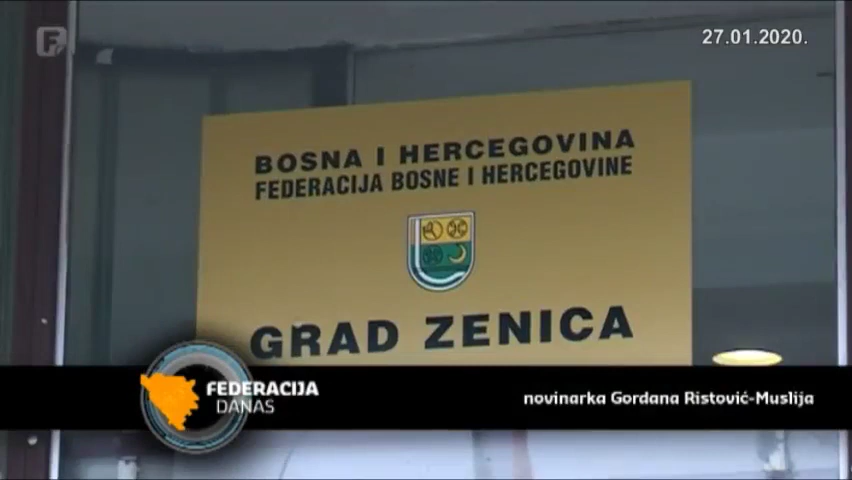 27.01.2020.
BOSNA I HERCEGOVINA
FEDERACIJA BOSNE I HERCEGOVINE
GRAD ZENICA
FEDERACIJA
DANAS
novinarka Gordana Ristović-Muslija